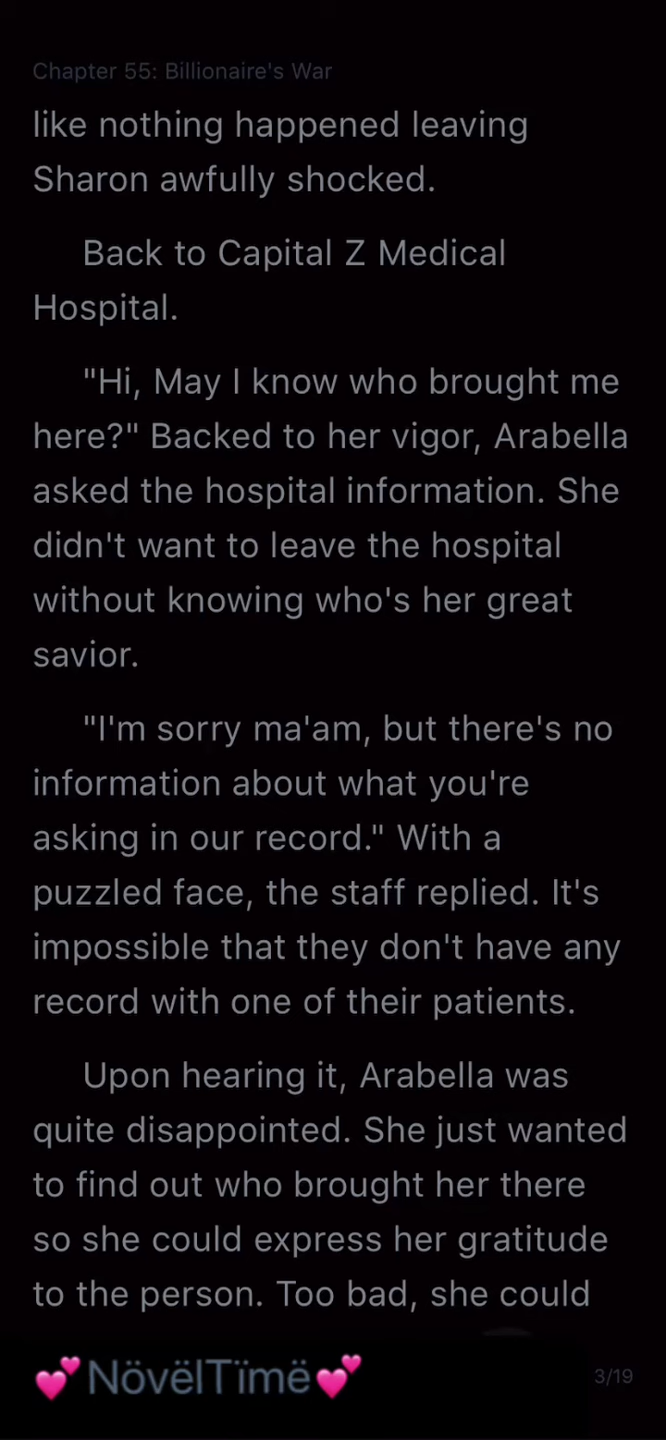 Chapter 55: Billionaire's War
like nothing happened leaving
Sharon awfully shocked.
Back to Capital Z Medical
Hospital.
"Hi, May I know who brought me
here?" Backed to her vigor, Arabella
asked the hospital information. She
didn't want to leave the hospital
without knowing who's her great
savior.
"I'm sorry ma'am, but there's no
information about what you're
asking in our record." With a
puzzled face, the staff replied. It's
impossible that they don't have any
record with one of their patients.
Upon hearing it, Arabella was
quite disappointed. She just wanted
to find out who brought her there
so she could express her gratitude
to the person. Too bad, she could
💕NövëlTïmë💕
3/19